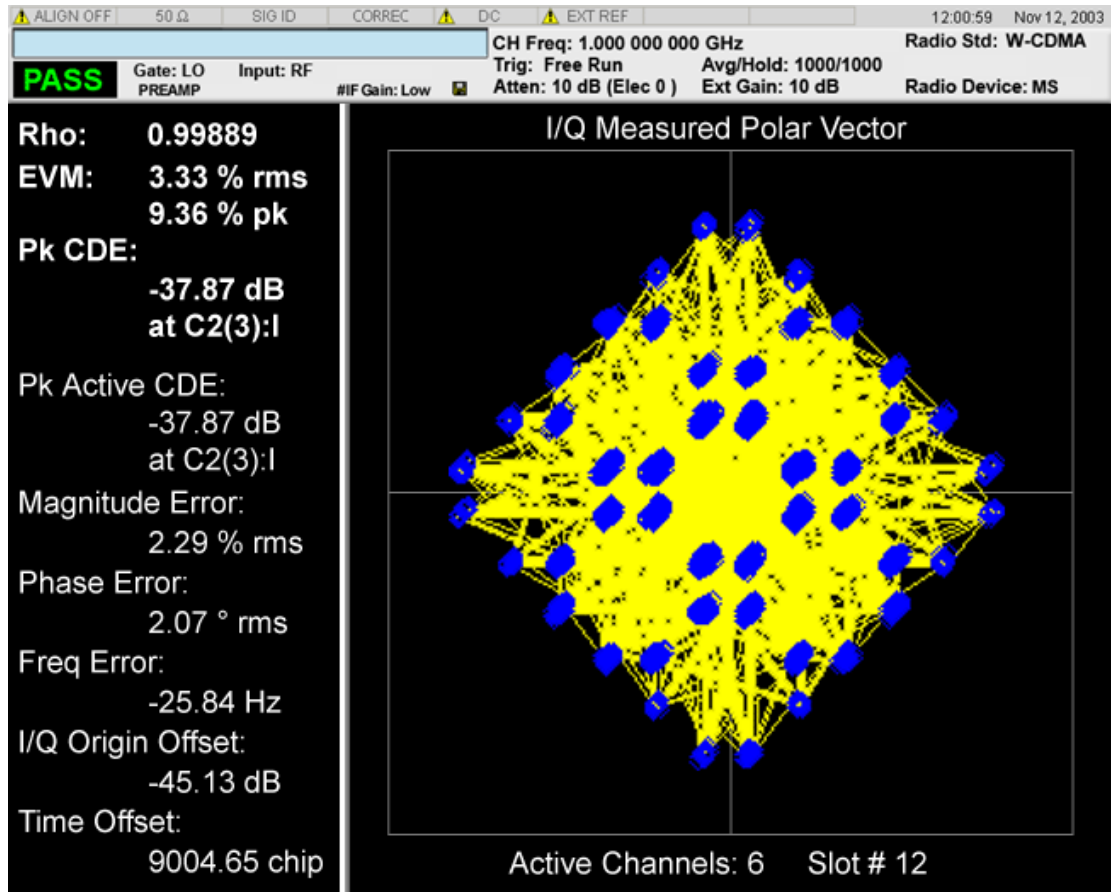 ALIGN OFF 50 Ω SIG ID CORREC DC EXT REF 12:00:59 Nov 12, 2003
CH Freq: 1.000 000 000 GHz Radio Std: W-CDMA
PASS Gate: LO Input: RF Trig: Free Run Avg/Hold: 1000/1000
PREAMP #IF Gain: Low Atten: 10 dB (Elec 0 ) Ext Gain: 10 dB Radio Device: MS
Rho: 0.99889
EVM: 3.33 % rms
9.36 % pk
Pk CDE:
-37.87 dB
at C2(3):I
Pk Active CDE:
-37.87 dB
at C2(3):I
Magnitude Error:
2.29 % rms
Phase Error:
2.07 ° rms
Freq Error:
-25.84 Hz
I/Q Origin Offset:
-45.13 dB
Time Offset:
9004.65 chip
I/Q Measured Polar Vector
Active Channels: 6 Slot # 12